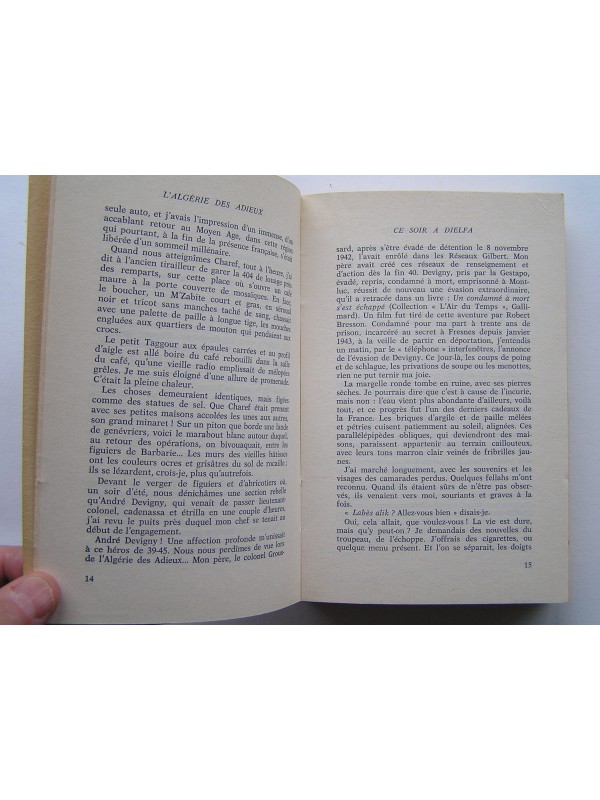 L'ALGÉRIE DES ADIEUX
seule auto, et j'avais l'impression d'un immense, d'un
accablant retour au Moyen Age, dans cette région
qui pourtant, à la fin de la présence française, s'était
libérée d'un sommeil millénaire.
Quand nous atteignîmes Charef, tout à l'heure, j'ai
dit à l'ancien tirailleur de garer la 404 de louage près
des remparts, sur cette place où s'ouvre un café
maure à la porte couverte de mosaïques. En face,
le boucher, un M'Zabite court et gras, en séroual
noir et tricot sans manches taché de sang, chassait
avec une palette de paille à longue tige, les mouches
engluées aux quartiers de mouton qui pendaient aux
crocs.
Le petit Taggour aux épaules carrées et au profil
d'aigle est allé boire du café rebouilli dans la salle
du café, qu'une vieille radio emplissait de mélopées
grêles. Je me suis éloigné d'une allure de promenade.
C'était la pleine chaleur.
Les choses demeuraient identiques, mais figées
comme des statues de sel. Que Charef était présent
avec ses petites maisons accolées les unes aux autres,
son grand minaret ! Sur un piton que borde une lande
de genévriers, voici le marabout blanc autour duquel,
au retour des opérations, on bivouaquait, entre les
figuiers de Barbarie... Les murs des vieilles bâtisses
ont les couleurs ocres et grisâtres du sol de rocaille :
ils se lézardent, crois-je, plus qu'autrefois.
Devant le verger de figuiers et d'abricotiers où,
un soir d'été, nous dénichâmes une section rebelle
qu'André Devigny, qui venait de passer lieutenant
colonel, cadenassa et étrilla en une couple d'heures,
j'ai revu le puits près duquel mon chef se tenait au
début de l'engagement.
André Devigny ! Une affection profonde m'unissait
à ce héros de 39-45. Nous nous perdîmes de vue lors
de l'Algérie des Adieux... Mon père, le colonel Grous-
14
CE SOIR A DJELFA
sard, après s'être évadé de détention le 8 novembre
1942, l'avait enrôlé dans les Réseaux Gilbert. Mon
père avait créé ces réseaux de renseignement et
d'action dès la fin 40. Devigny, pris par la Gestapo,
évadé, repris, condamné à mort, emprisonné à Mont-
luc, réussit de nouveau une évasion extraordinaire,
qu'il a retracée dans un livre : Un condamné à mort
s'est échappé (Collection « L'Air du Temps », Galli-
mard). Un film fut tiré de cette aventure par Robert
Bresson. Condamné pour ma part à trente ans de
prison, incarcéré au secret à Fresnes depuis janvier
1943, à la veille de partir en déportation, j'entendis
un matin, par le « téléphone » interfenêtres, l'annonce
de l'évasion de Devigny. Ce jour-là, les coups de poing
et de schlague, les privations de soupe ou les menottes,
rien ne put ternir ma joie.
La margelle ronde tombe en ruine, avec ses pierres
sèches. Je pourrais dire que c'est à cause de l'incurie,
mais non : l'eau vient plus abondante d'ailleurs, voilà
tout, et ce progrès fut l'un des derniers cadeaux de
la France. Les briques d'argile et de paille mêlées
et pétries cuisent patiemment au soleil, alignées. Ces
parallélépipèdes obliques, qui deviendront des mai-
sons, paraissent appartenir au terrain caillouteux,
avec leurs tons marron clair veinés de fribrilles jau-
nes.
J'ai marché longuement, avec les souvenirs et les
visages des camarades perdus. Quelques fellahs m'ont
reconnu. Quand ils étaient sûrs de n'être pas obser-
vés, ils venaient vers moi, souriants et graves à la
fois.
« Labès alik ? Allez-vous bien » disais-je.
Oui, cela allait, que voulez-vous ! La vie est dure,
mais qu'y peut-on ? Je demandais des nouvelles du
troupeau, de l'échoppe. J'offrais des cigarettes, ou
quelque menu présent. Et l'on se séparait, les doigts
15